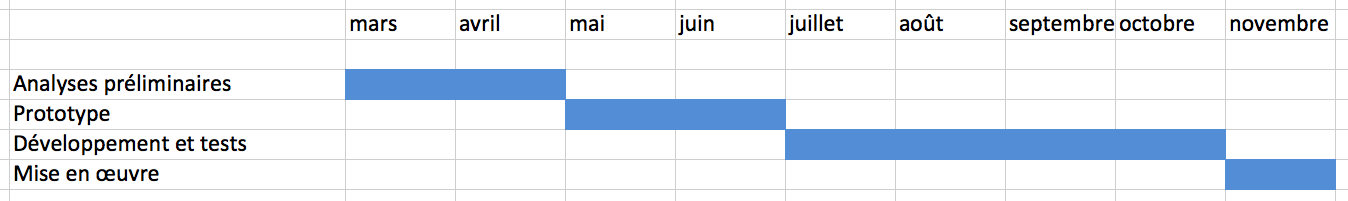 mars avril mai juin juillet août septembre octobre novembre
Analyses préliminaires
Prototype
Développement et tests
Mise en œuvre